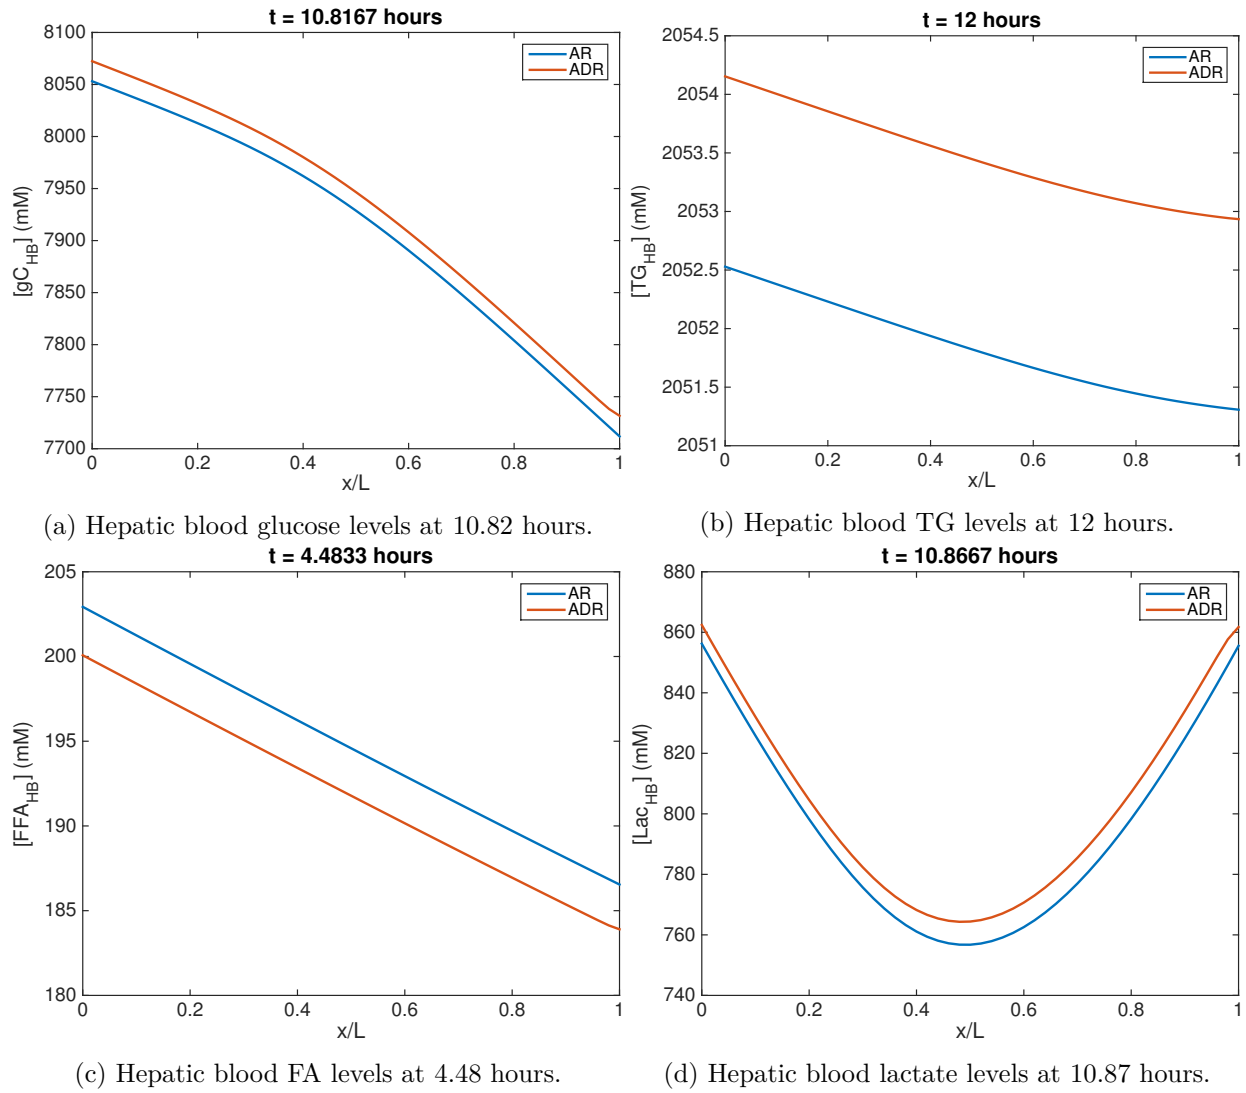 t = 10.8167 hours
8100
8050
8000
7950
7900
7850
7800
7750
7700
[gC_HB] (mM)
0 0.2 0.4 0.6 0.8 1
x/L
AR
ADR
(a) Hepatic blood glucose levels at 10.82 hours.
t = 12 hours
2054.5
2054
2053.5
2053
2052.5
2052
2051.5
2051
[TG_HB] (mM)
0 0.2 0.4 0.6 0.8 1
x/L
AR
ADR
(b) Hepatic blood TG levels at 12 hours.
t = 4.4833 hours
205
200
195
190
185
180
[FFA_HB] (mM)
0 0.2 0.4 0.6 0.8 1
x/L
AR
ADR
(c) Hepatic blood FA levels at 4.48 hours.
t = 10.8667 hours
880
860
840
820
800
780
760
740
[Lac_HB] (mM)
0 0.2 0.4 0.6 0.8 1
x/L
AR
ADR
(d) Hepatic blood lactate levels at 10.87 hours.